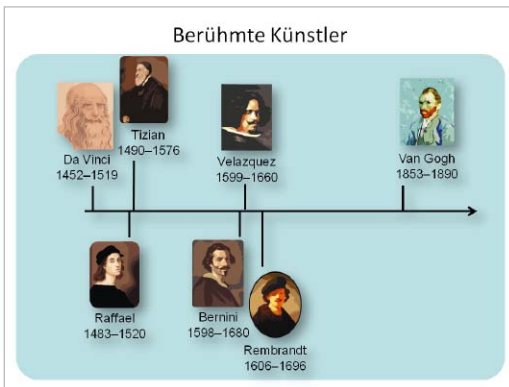 Berühmte Künstler
Da Vinci
1452–1519
Tizian
1490–1576
Velazquez
1599–1660
Van Gogh
1853–1890
Raffael
1483–1520
Bernini
1598–1680
Rembrandt
1606–1696